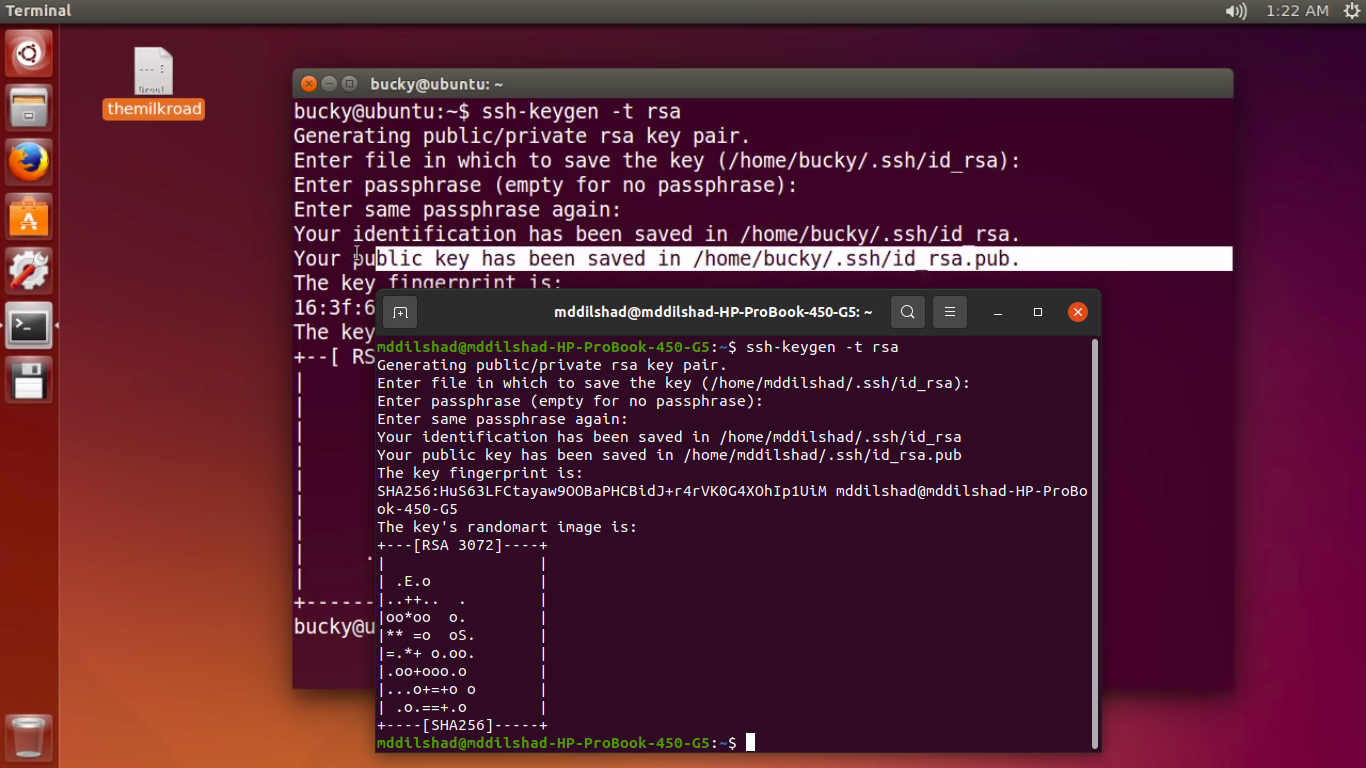 Terminal
1:22 AM
themilkroad
bucky@ubuntu: ~
bucky@ubuntu:~$ ssh-keygen -t rsa
Generating public/private rsa key pair.
Enter file in which to save the key (/home/bucky/.ssh/id_rsa):
Enter passphrase (empty for no passphrase):
Enter same passphrase again:
Your identification has been saved in /home/bucky/.ssh/id_rsa.
Your public key has been saved in /home/bucky/.ssh/id_rsa.pub.
The key fingerprint is:
16:3f:6
The key
+--[ RS
|
|
|
|
|
|
|
|     .
|
+------
bucky@u
mddilshad@mddilshad-HP-ProBook-450-G5: ~
mddilshad@mddilshad-HP-ProBook-450-G5:~$ ssh-keygen -t rsa
Generating public/private rsa key pair.
Enter file in which to save the key (/home/mddilshad/.ssh/id_rsa):
Enter passphrase (empty for no passphrase):
Enter same passphrase again:
Your identification has been saved in /home/mddilshad/.ssh/id_rsa
Your public key has been saved in /home/mddilshad/.ssh/id_rsa.pub
The key fingerprint is:
SHA256:HuS63LFCtayaw9OOBaPHCBidJ+r4rVK0G4XOhIp1UiM mddilshad@mddilshad-HP-ProBo
ok-450-G5
The key's randomart image is:
+---[RSA 3072]----+
|                 |
| .E.o            |
|..++..  .        |
|oo*oo  o.        |
|** =o  oS.       |
|=.*+ o.oo.       |
|.oo+ooo.o        |
|...o+=+o o       |
| .o.==+.o        |
+----[SHA256]-----+
mddilshad@mddilshad-HP-ProBook-450-G5:~$